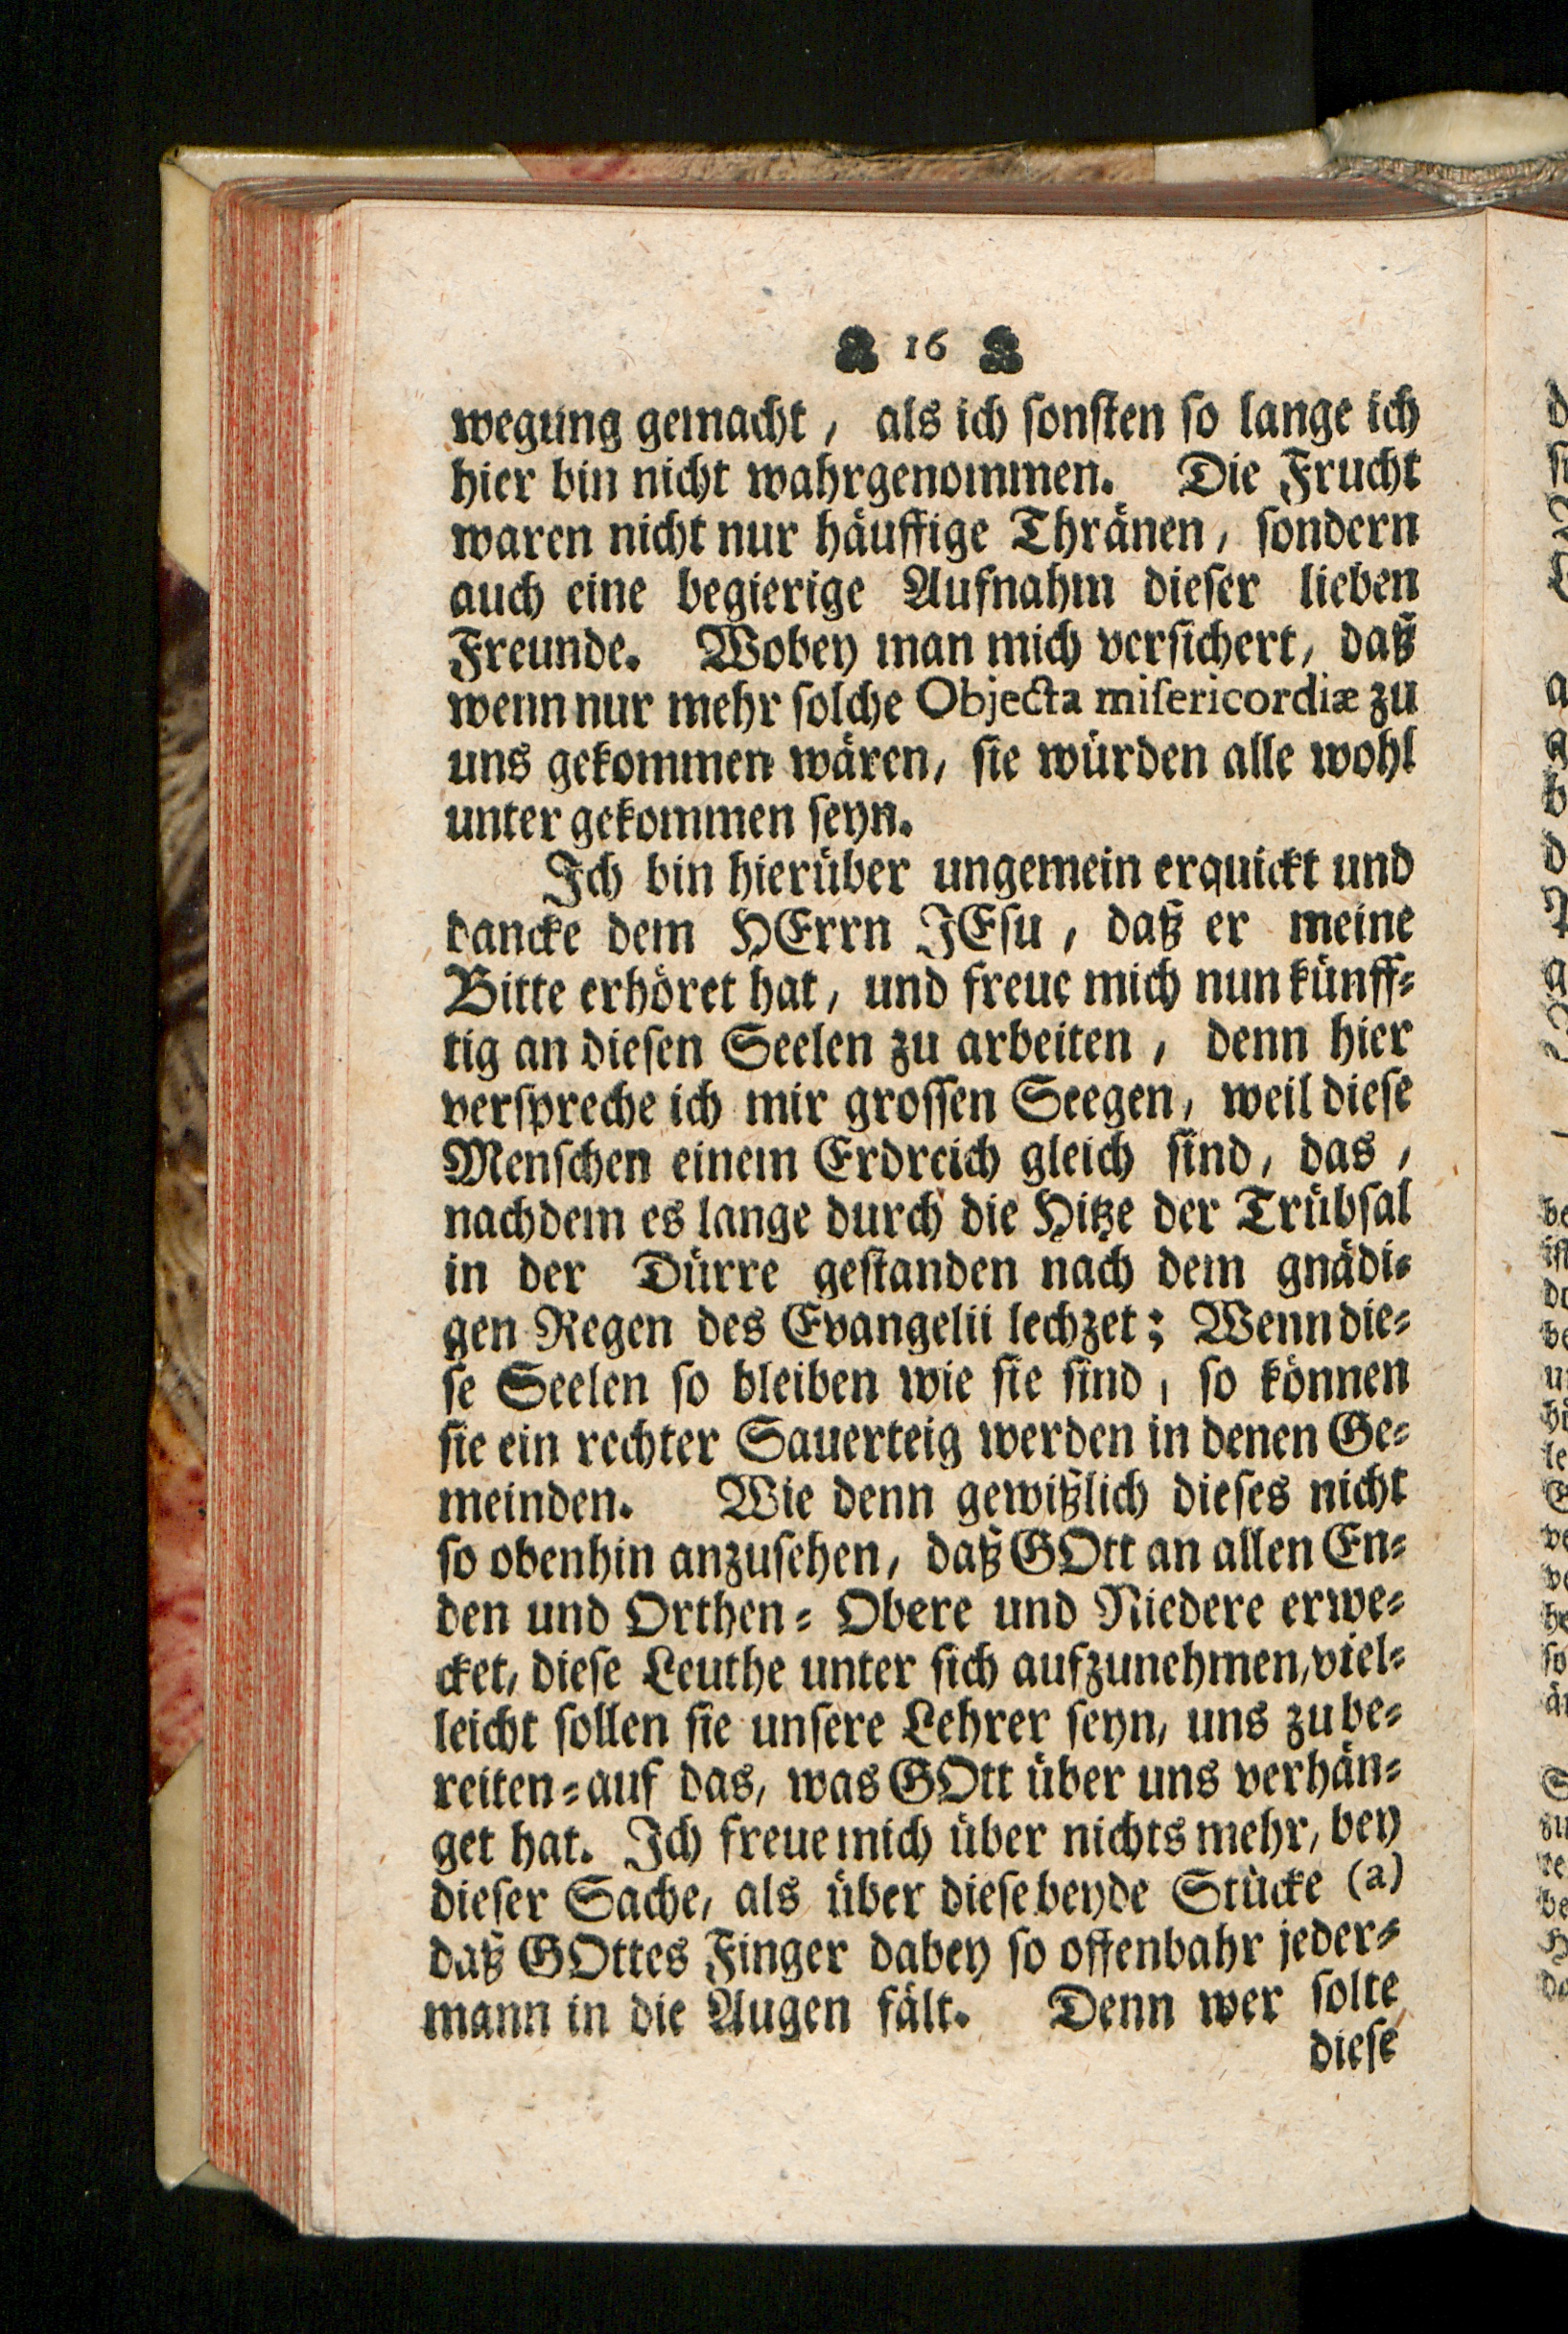 16
wegung gemacht, als ich sonsten so lange ich
hier bin nicht wahrgenommen. Die Frucht
waren nicht nur häuffige Thränen, sondern
auch eine begierige Aufnahm dieser lieben
Freunde. Wobey man mich versichert, daß
wenn nur mehr solche Objecta misericordiæ zu
uns gekommen wären, sie würden alle wohl
unter gekommen seyn.
Ich bin hierüber ungemein erquickt und
dancke dem HErrn JEsu, daß er meine
Bitte erhöret hat, und freue mich nun künff-
tig an diesen Seelen zu arbeiten, denn hier
verspreche ich mir grossen Seegen, weil diese
Menschen einem Erdreich gleich sind, das,
nachdem es lange durch die Hitze der Trübsal
in der Dürre gestanden nach dem gnädi-
gen Regen des Evangelii lechzet; Wenn die-
se Seelen so bleiben wie sie sind, so können
sie ein rechter Sauerteig werden in denen Ge-
meinden. Wie denn gewißlich dieses nicht
so obenhin anzusehen, daß GOtt an allen En-
den und Orthen- Obere und Niedere erwe-
cket, diese Leuthe unter sich aufzunehmen, viel-
leicht sollen sie unsere Lehrer seyn, uns zu be-
reiten-auf das, was GOtt über uns verhän-
get hat. Ich freue mich über nichts mehr, bey
dieser Sache, als über diese beyde Stücke (a)
daß GOttes Finger dabey so offenbahr jeder-
mann in die Augen fält. Denn wer solte
diese